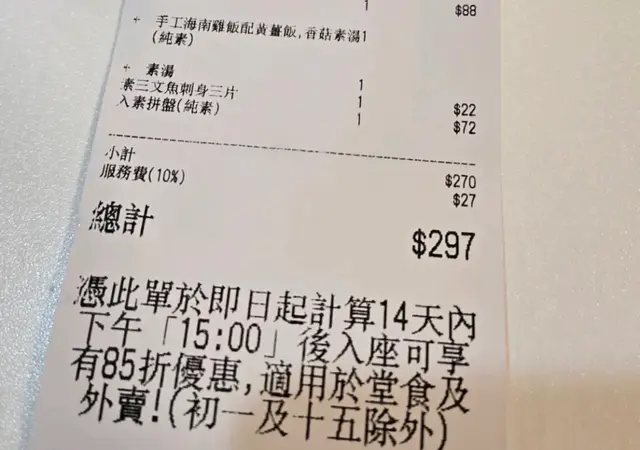 1 $88
+ 手工海南雞飯配黃薑飯,香菇素湯1
(純素)
+ 素湯 1
素三文魚刺身三片 1 $22
入素拼盤(純素) 1 $72
小計 $270
服務費(10%) $27
總計 $297
憑此單於即日起計算14天內
下午「15:00」後入座可享
有85折優惠,適用於堂食及
外賣!(初一及十五除外)